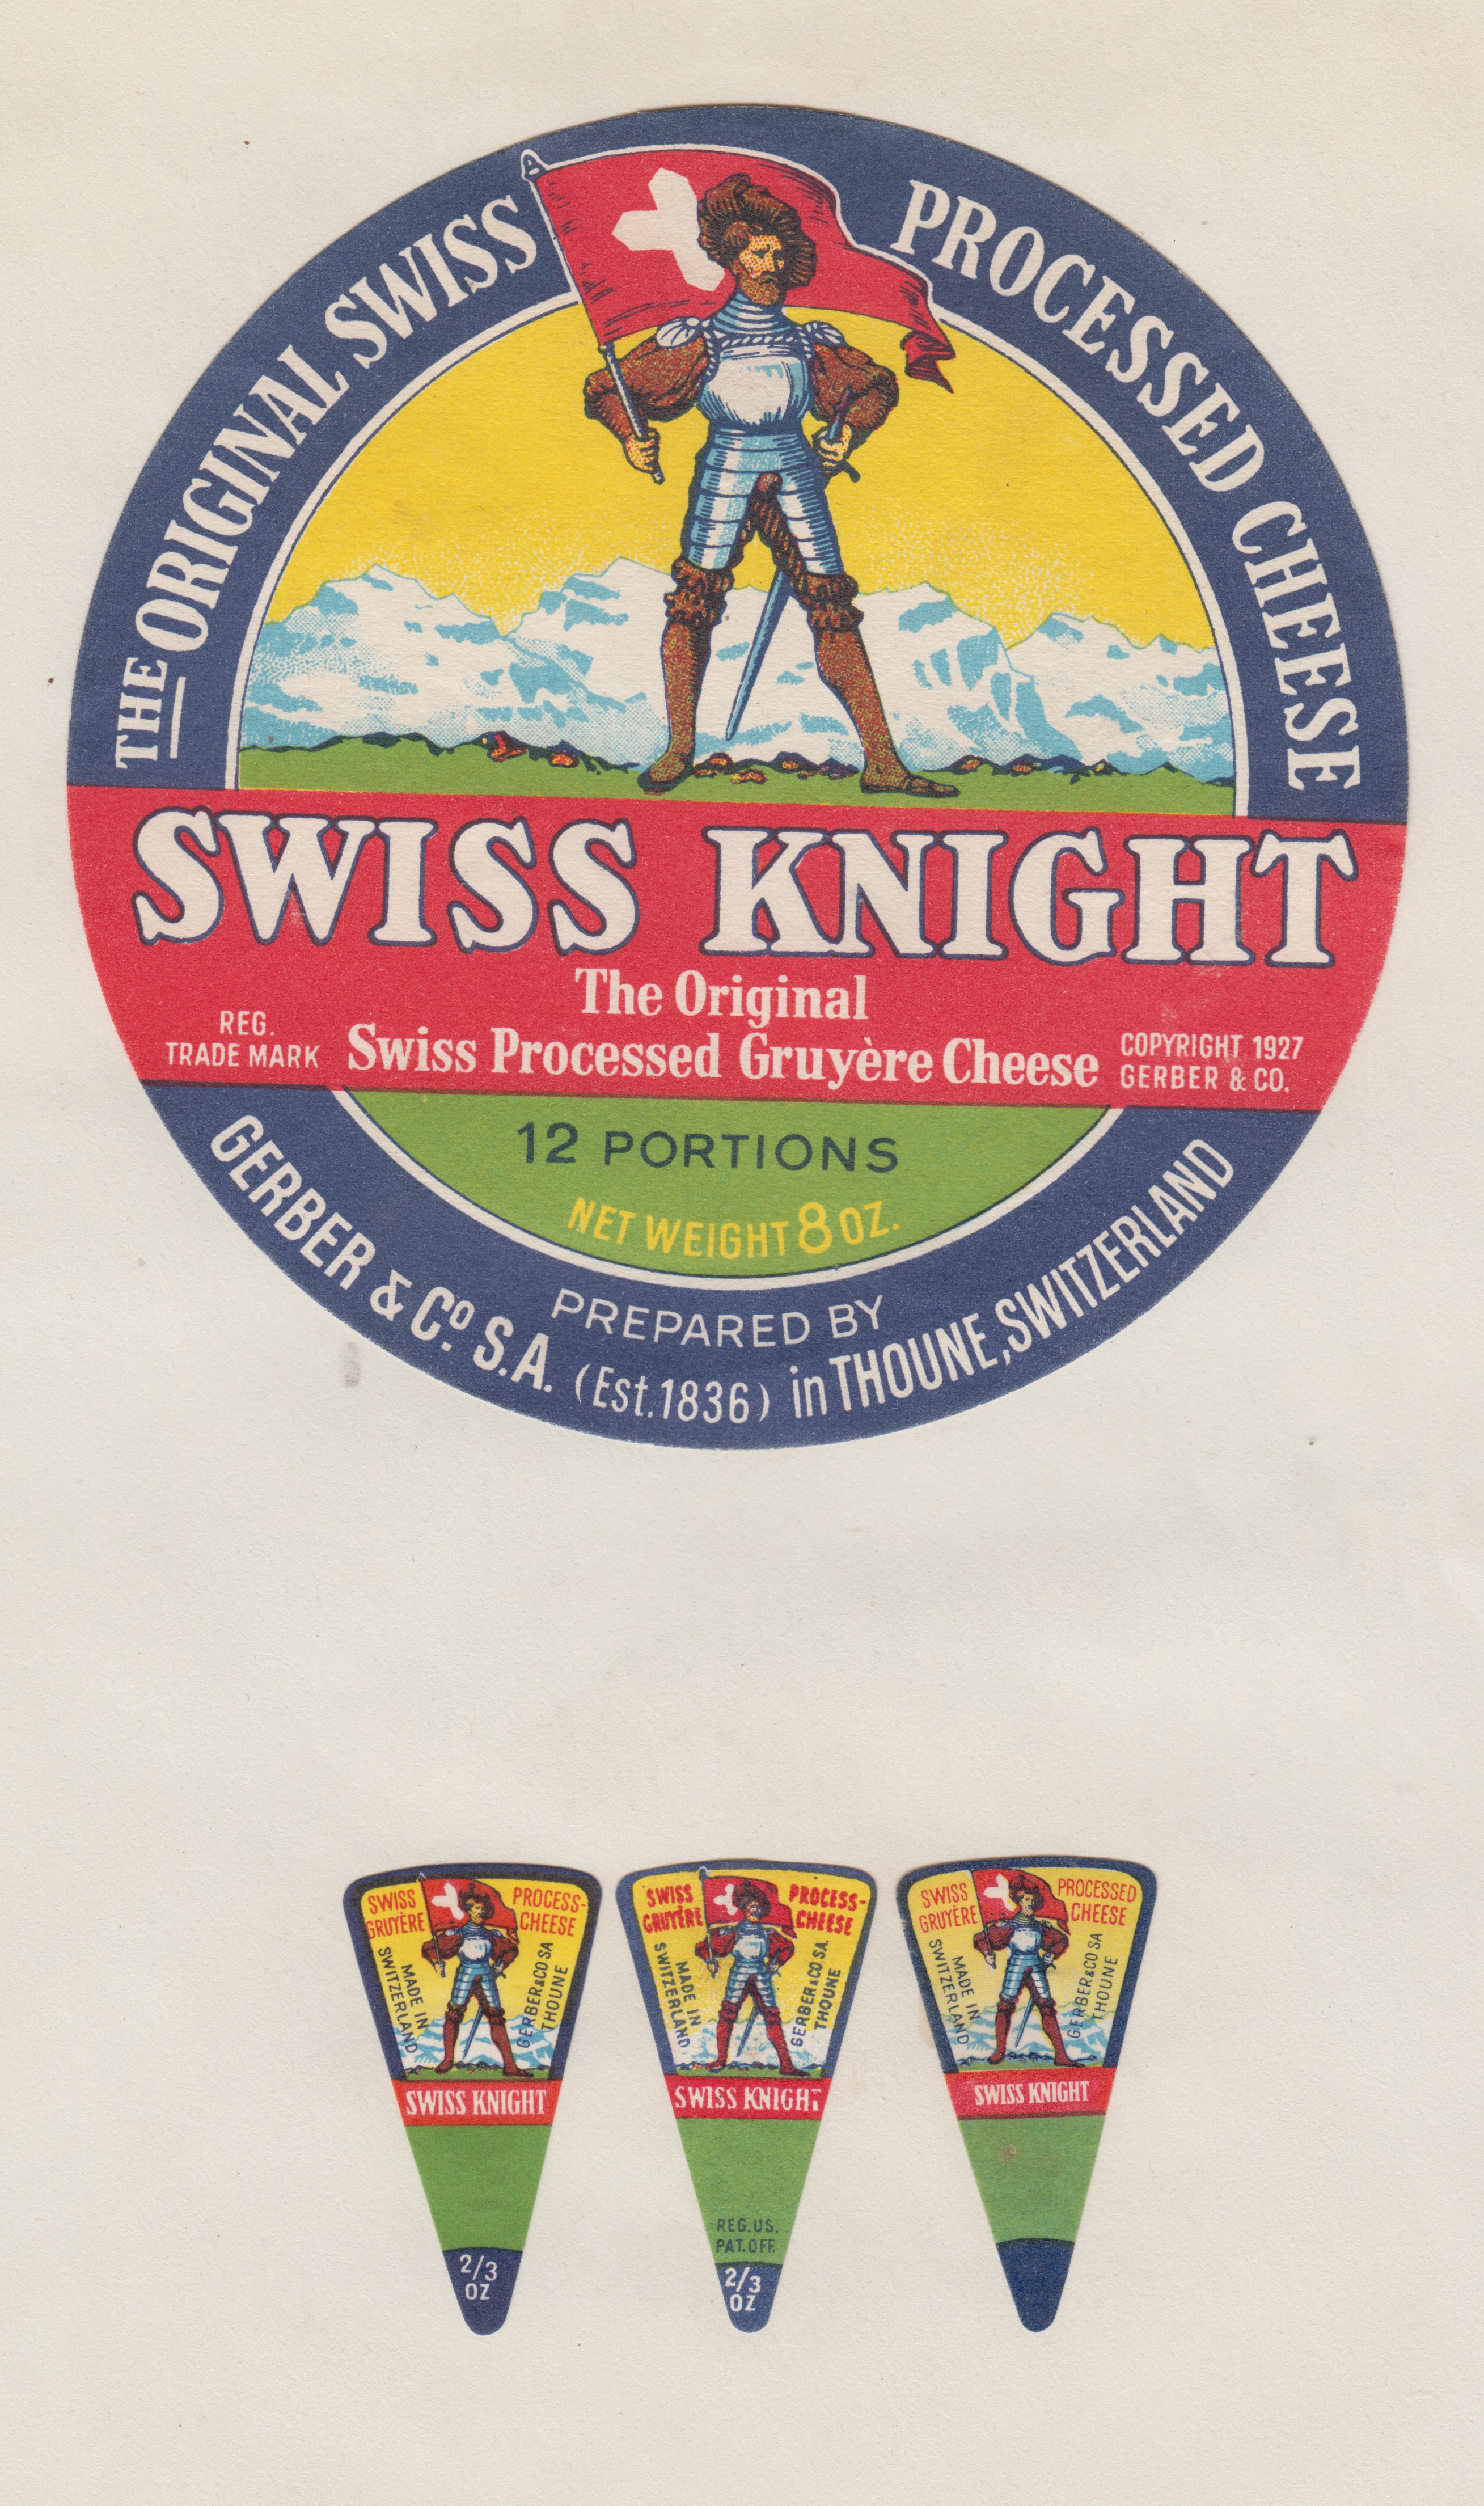 THE ORIGINAL SWISS PROCESSED CHEESE
SWISS KNIGHT
The Original
Swiss Processed Gruyère Cheese
REG.
TRADE MARK
COPYRIGHT 1927
GERBER & CO.
12 PORTIONS
NET WEIGHT 8 OZ.
PREPARED BY
GERBER & Cº. S.A. (Est.1836) in THOUNE, SWITZERLAND
SWISS
GRUYÈRE
PROCESS-
CHEESE
MADE IN
SWITZERLAND
GERBER & CO SA
THOUNE
SWISS KNIGHT
2/3
OZ
SWISS
GRUYÈRE
PROCESS-
CHEESE
MADE IN
SWITZERLAND
GERBER & CO S.A.
THOUNE
SWISS KNIGHT
REG.US.
PAT.OFF.
2/3
OZ
SWISS
GRUYÈRE
PROCESSED
CHEESE
MADE IN
SWITZERLAND
GERBER & CO SA
THOUNE
SWISS KNIGHT